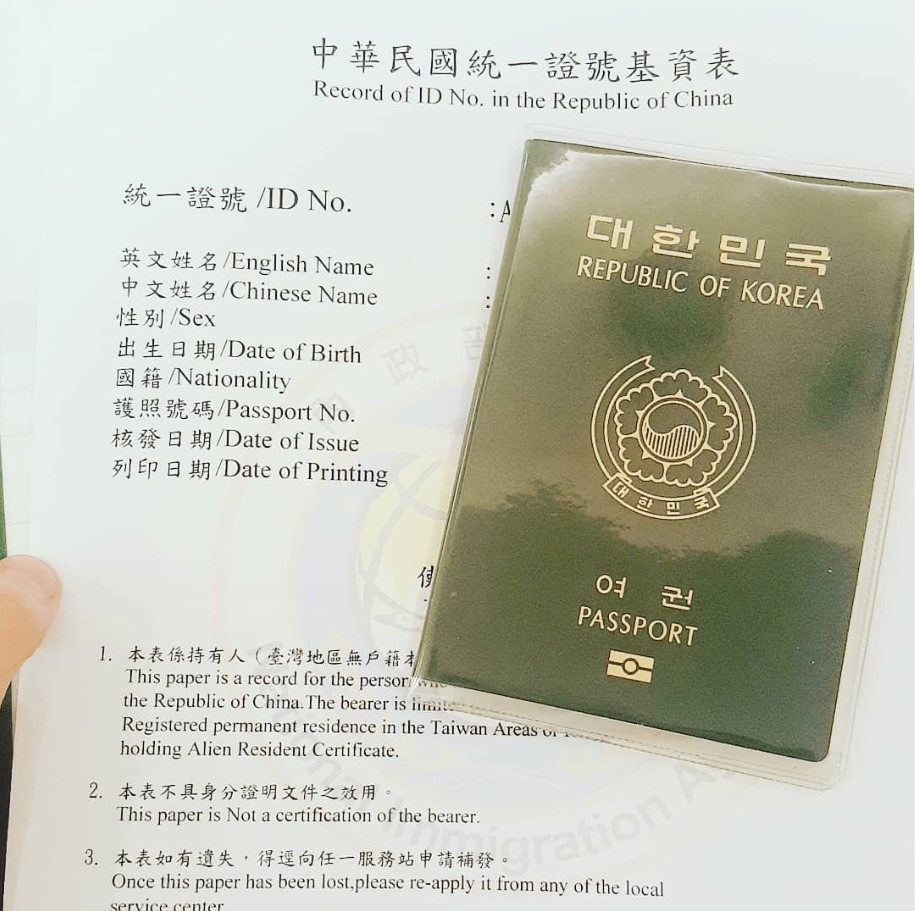 中華民國統一證號基資表
Record of ID No. in the Republic of China
統一證號 /ID No. :A
英文姓名/English Name :
中文姓名/Chinese Name :
性別/Sex
出生日期/Date of Birth
國籍/Nationality
護照號碼/Passport No.
核發日期/Date of Issue
列印日期/Date of Printing
1. 本表係持有人（臺灣地區無戶籍本
This paper is a record for the person
the Republic of China.The bearer is
Registered permanent residence in the Taiwan Areas
holding Alien Resident Certificate.
2. 本表不具身分證明文件之效用。
This paper is Not a certification of the bearer.
3. 本表如有遺失，得逕向任一服務站申請補發。
Once this paper has been lost,please re-apply it from any of the local
service center
政
Immigration
대한민국
REPUBLIC OF KOREA
대한민국
여권
PASSPORT